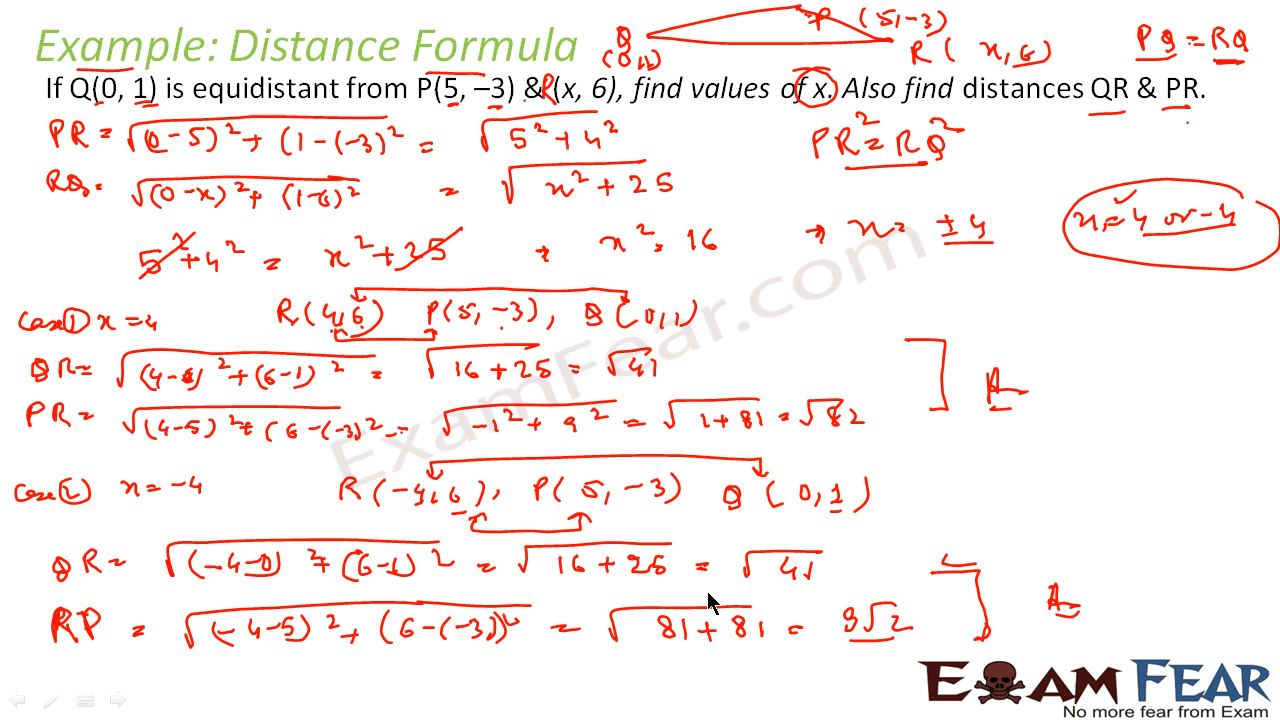 Example: Distance Formula
Q (0,1) P (5,-3) R ( x, 6)
PQ = RQ
If Q(0, 1) is equidistant from P(5, –3) & R(x, 6), find values of x. Also find distances QR & PR.
PR = √(0-5)² + (1-(-3)² = √5² + 4²
PR² = RQ²
RQ = √(0-x)² + (1-6)² = √x² + 25
x = 4 or -4
5² + 4² = x² + 25 , x² = 16 → x = ±4
Case ① x = 4 R(4,6) P(5, -3), Q (0,1)
QR = √(4-0)² + (6-1)² = √16 + 25 = √41
PR = √(4-5)² + (6-(-3)² = √-1² + 9² = √1 + 81 = √82
Case ② x = -4 R(-4,6), P(5, -3) Q (0,1)
QR = √(-4-0)² + (6-1)² = √16 + 25 = √41
RP = √(-4-5)² + (6-(-3))² = √81 + 81 = 9√2
ExamFear.com
EXAM FEAR
No more fear from Exam